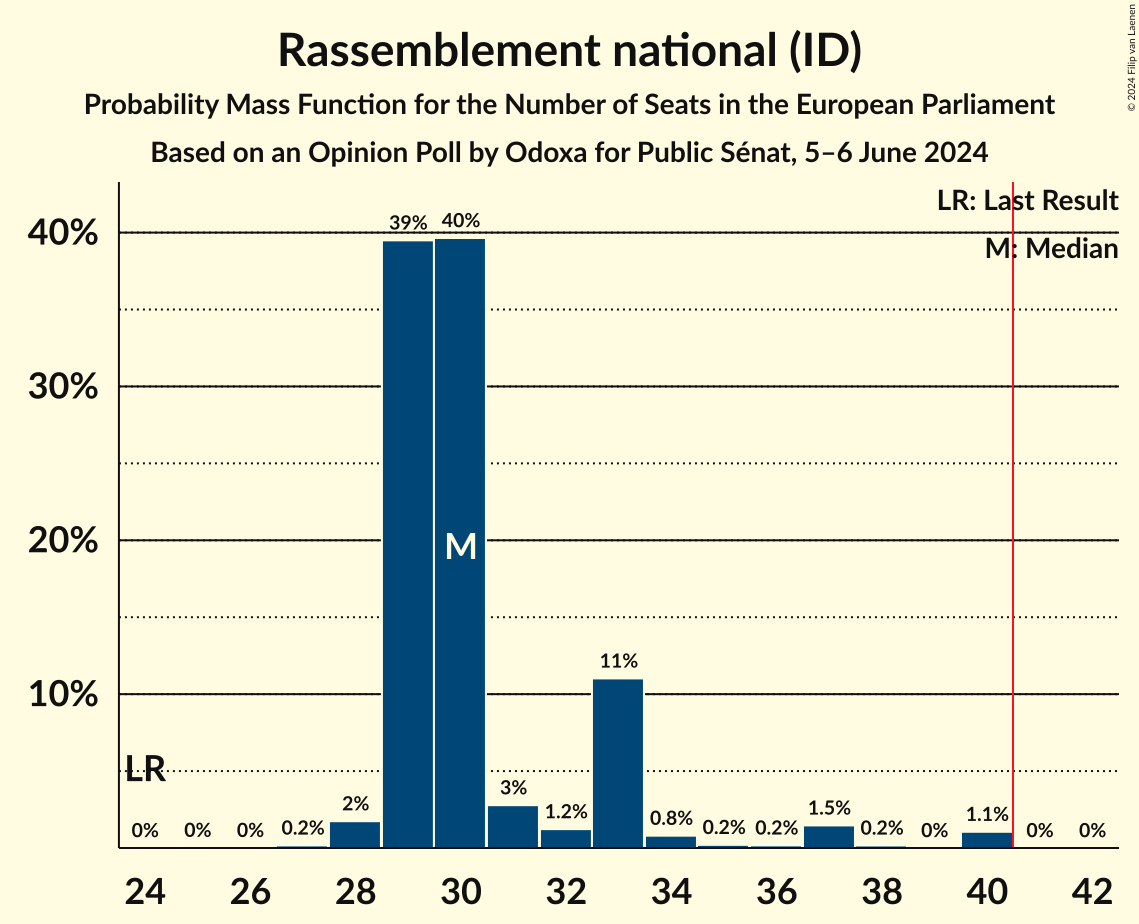 Rassemblement national (ID)
Probability Mass Function for the Number of Seats in the European Parliament
Based on an Opinion Poll by Odoxa for Public Sénat, 5–6 June 2024
© 2024 Filip van Laenen
LR: Last Result
M: Median
40%
30%
20%
10%
39% 40%
M
11%
LR
0% 0% 0% 0.2% 2% 3% 1.2% 0.8% 0.2% 0.2% 1.5% 0.2% 0% 1.1% 0% 0%
24 26 28 30 32 34 36 38 40 42